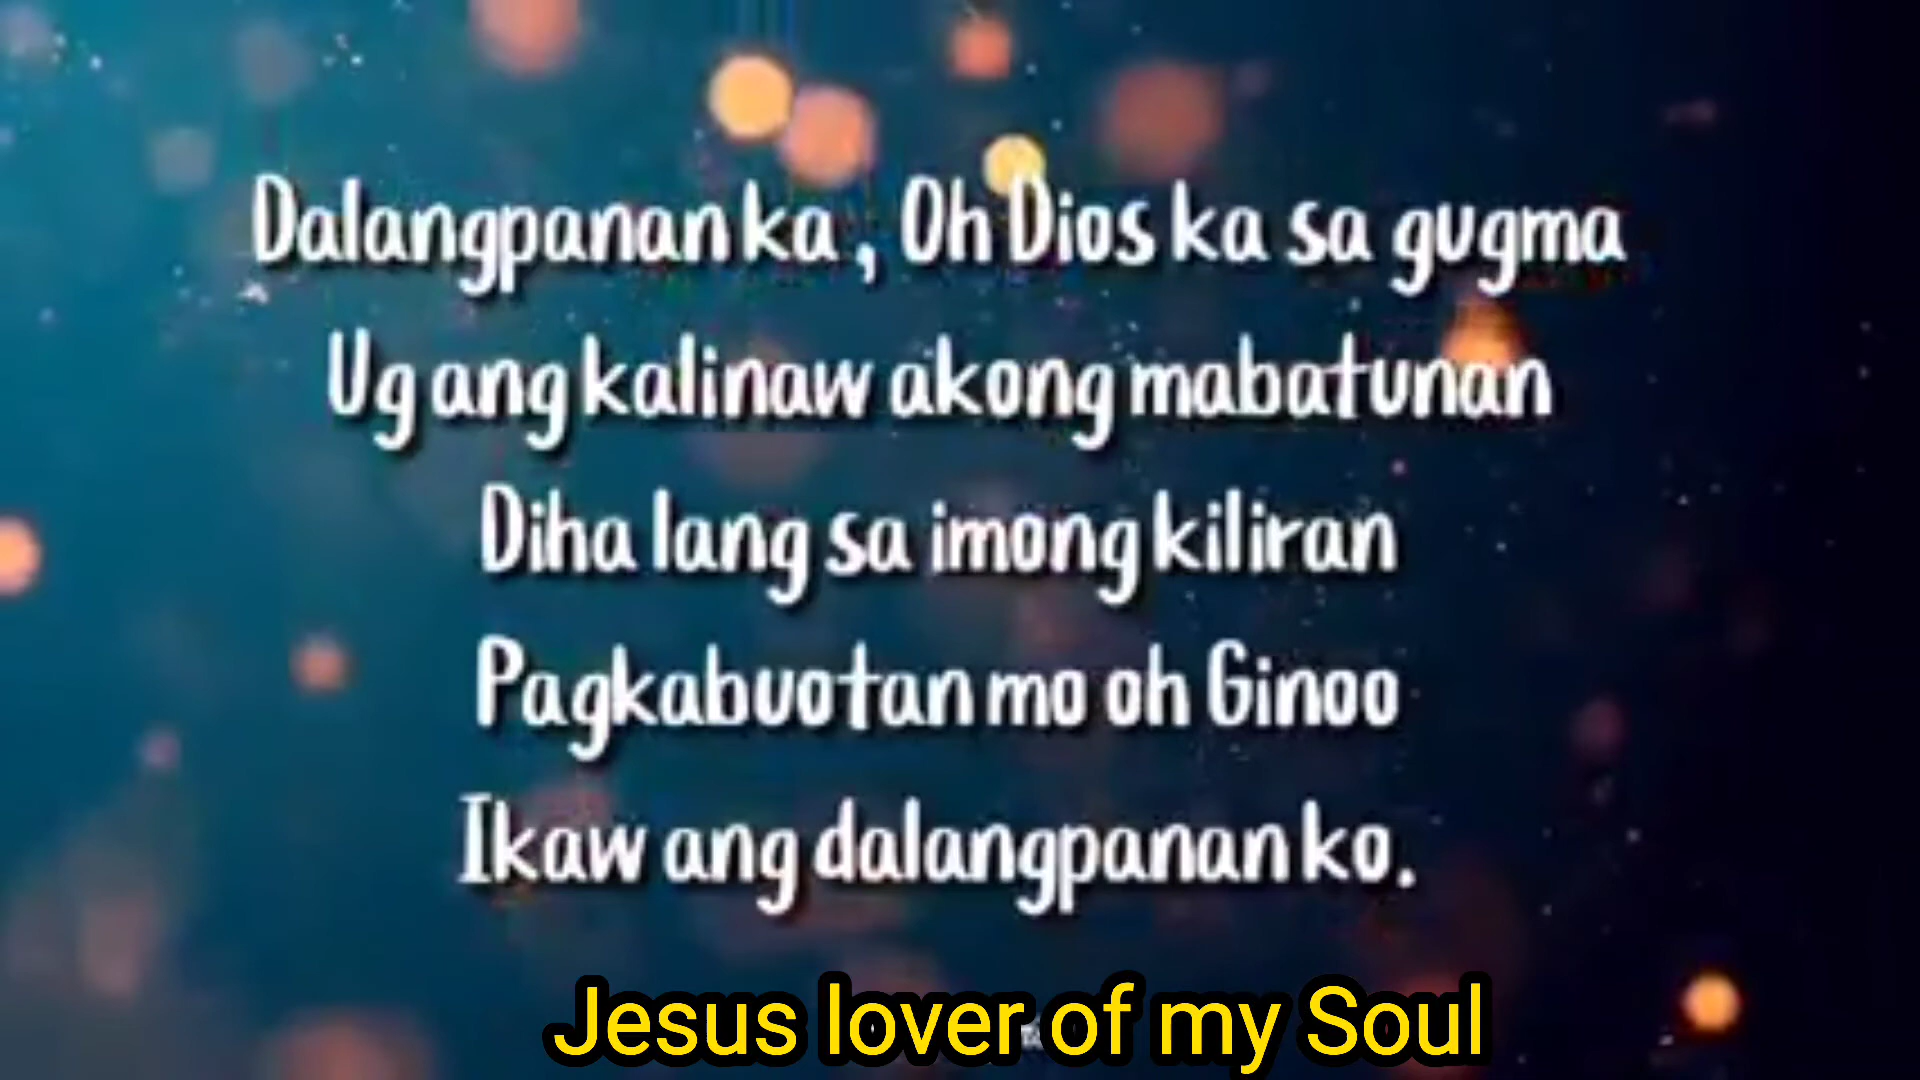 Dalangpanan ka, Oh Dios ka sa gugma
Ug ang kalinaw akong mabatunan
Diha lang sa imong kiliran
Pagkabuotan mo oh Ginoo
Ikaw ang dalangpanan ko.
Jesus lover of my Soul